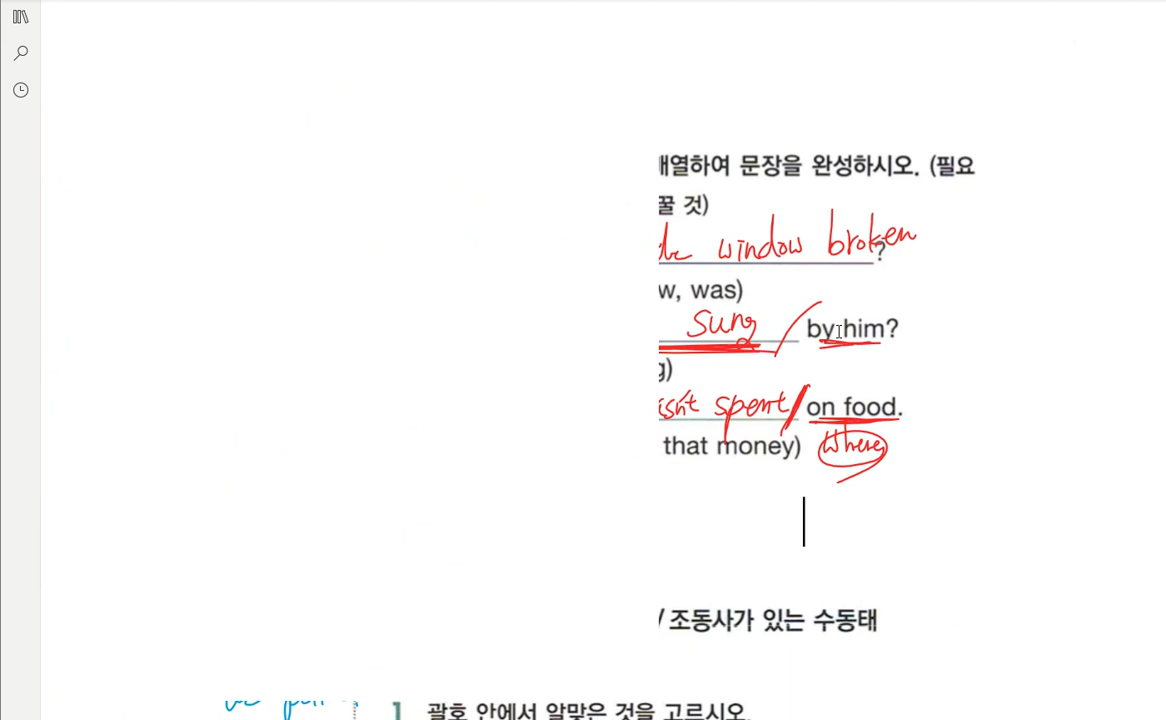 배열하여 문장을 완성하시오. (필요
꿀 것)
the window broken ?
w, was)
sung by him?
g)
isn't spent / on food.
that money) where
/ 조동사가 있는 수동태
1 괄호 안에서 알맞은 것을 고르시오.